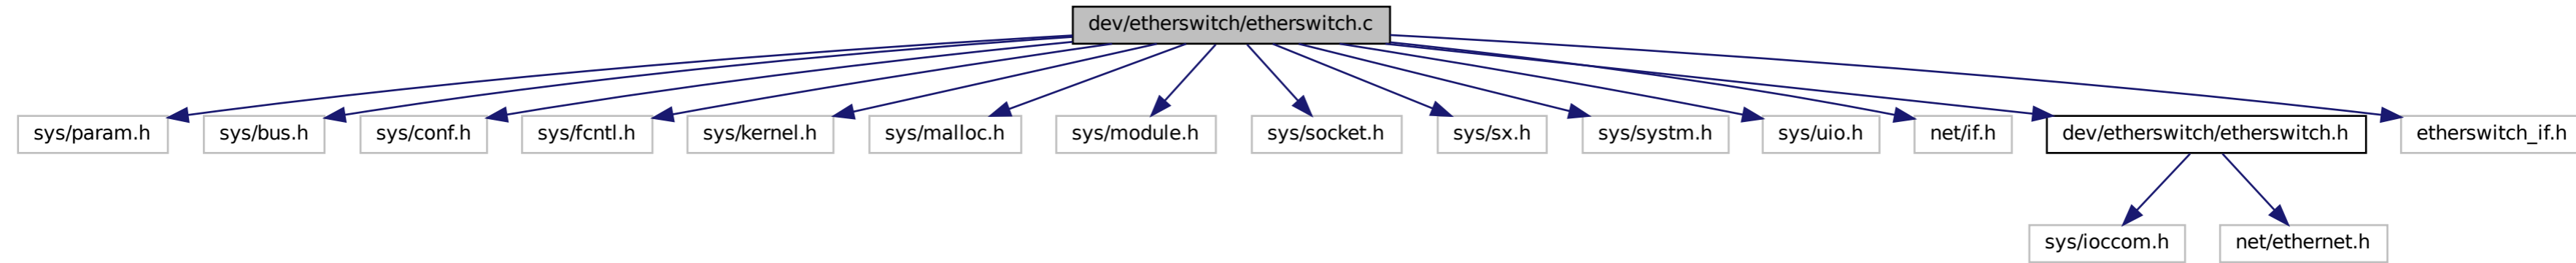 dev/etherswitch/etherswitch.c
sys/param.h
sys/bus.h
sys/conf.h
sys/fcntl.h
sys/kernel.h
sys/malloc.h
sys/module.h
sys/socket.h
sys/sx.h
sys/systm.h
sys/uio.h
net/if.h
dev/etherswitch/etherswitch.h
etherswitch_if.h
sys/ioccom.h
net/ethernet.h